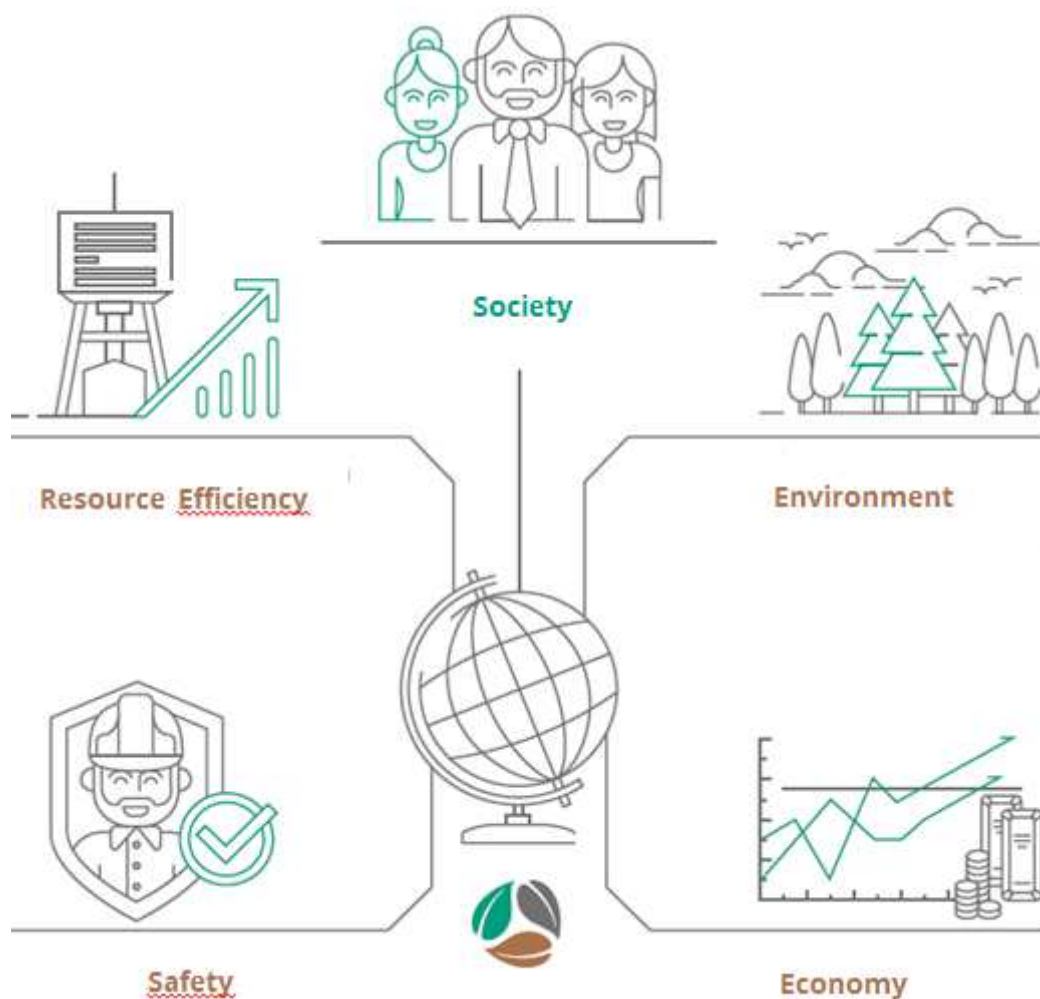 Society
Resource Efficiency
Environment
Safety
Economy